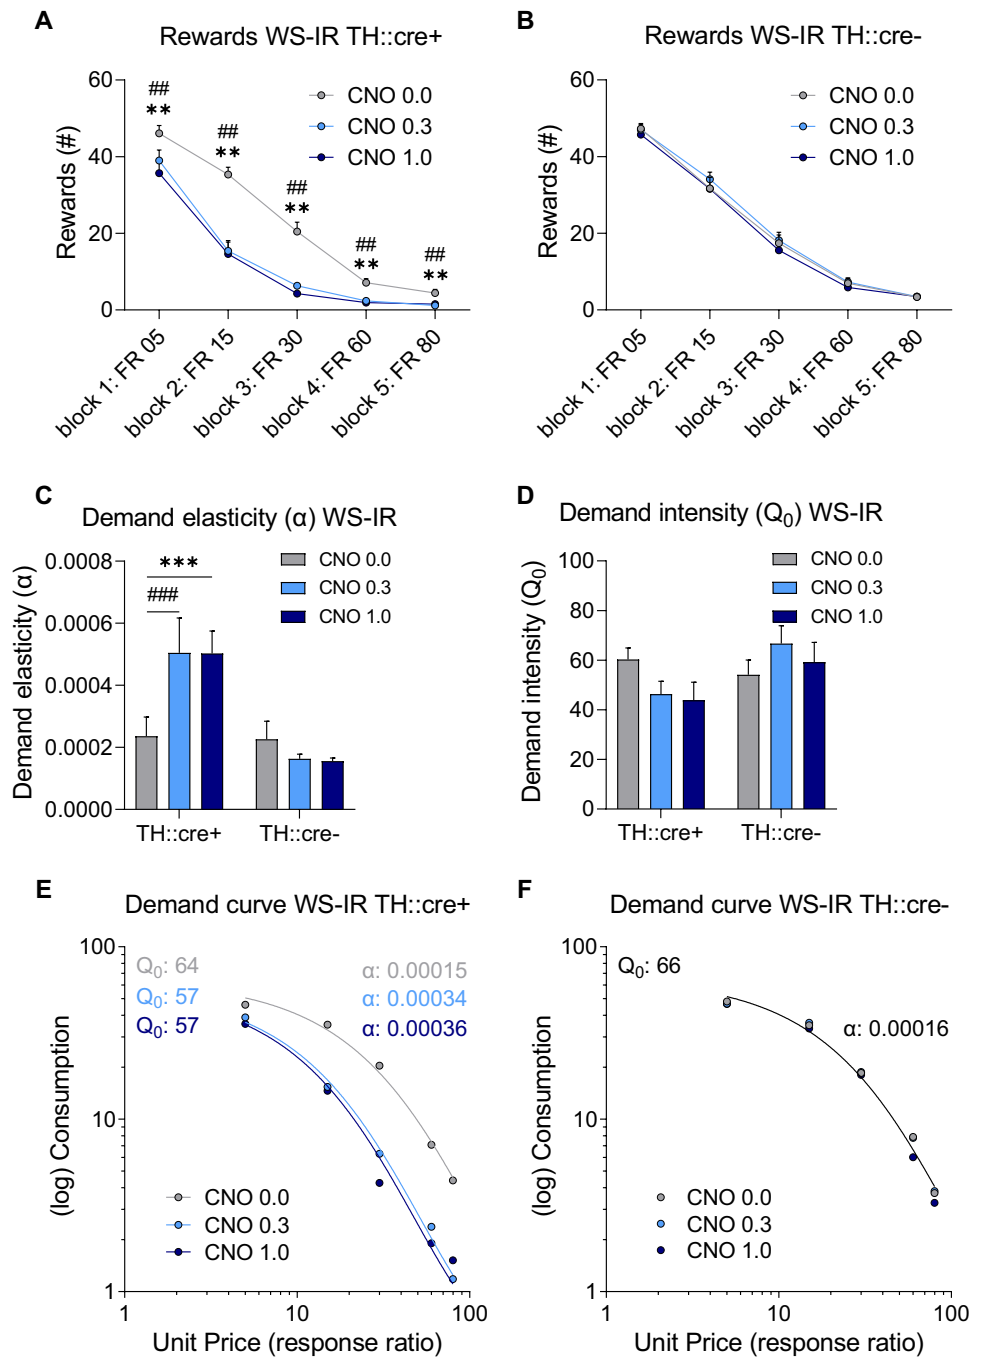 A
Rewards WS-IR TH::cre+
Rewards (#)
60
40
20
0
##
**
##
**
##
**
##
**
##
**
CNO 0.0
CNO 0.3
CNO 1.0
block 1: FR 05
block 2: FR 15
block 3: FR 30
block 4: FR 60
block 5: FR 80
B
Rewards WS-IR TH::cre-
Rewards (#)
60
40
20
0
CNO 0.0
CNO 0.3
CNO 1.0
block 1: FR 05
block 2: FR 15
block 3: FR 30
block 4: FR 60
block 5: FR 80
C
Demand elasticity (α) WS-IR
Demand elasticity (α)
0.0008
0.0006
0.0004
0.0002
0.0000
***
###
CNO 0.0
CNO 0.3
CNO 1.0
TH::cre+
TH::cre-
D
Demand intensity (Q₀) WS-IR
Demand intensity (Q₀)
100
80
60
40
20
0
CNO 0.0
CNO 0.3
CNO 1.0
TH::cre+
TH::cre-
E
Demand curve WS-IR TH::cre+
(log) Consumption
100
10
1
Q₀: 64
Q₀: 57
Q₀: 57
α: 0.00015
α: 0.00034
α: 0.00036
CNO 0.0
CNO 0.3
CNO 1.0
1
10
100
Unit Price (response ratio)
F
Demand curve WS-IR TH::cre-
(log) Consumption
100
10
1
Q₀: 66
α: 0.00016
CNO 0.0
CNO 0.3
CNO 1.0
1
10
100
Unit Price (response ratio)